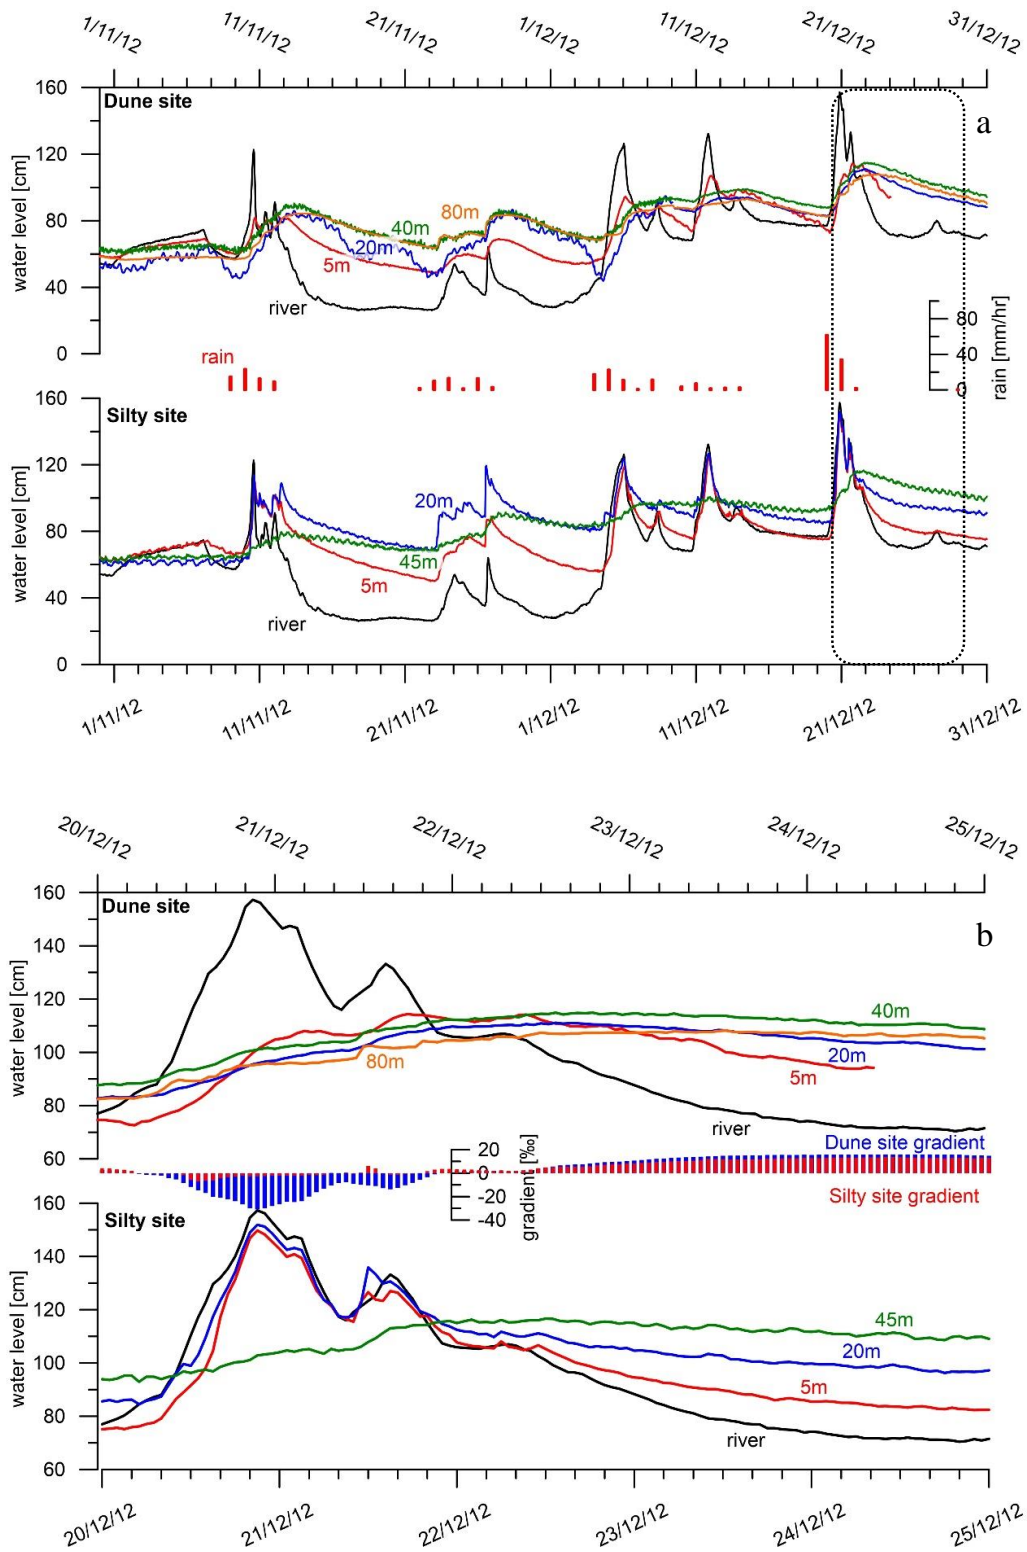 1/11/12 11/11/12 21/11/12 1/12/12 11/12/12 21/12/12 31/12/12
160
Dune site
a
120
80
40
0
water level [cm]
40m
80m
20m
5m
river
rain
80
40
0
rain [mm/hr]
160
Silty site
120
80
40
0
water level [cm]
20m
45m
5m
river
1/11/12 11/11/12 21/11/12 1/12/12 11/12/12 21/12/12 31/12/12
20/12/12 21/12/12 22/12/12 23/12/12 24/12/12 25/12/12
160
Dune site
b
140
120
100
80
60
water level [cm]
40m
20m
80m
5m
river
20
0
-20
-40
gradient [‰]
Dune site gradient
Silty site gradient
160
Silty site
140
120
100
80
60
water level [cm]
45m
20m
5m
river
20/12/12 21/12/12 22/12/12 23/12/12 24/12/12 25/12/12